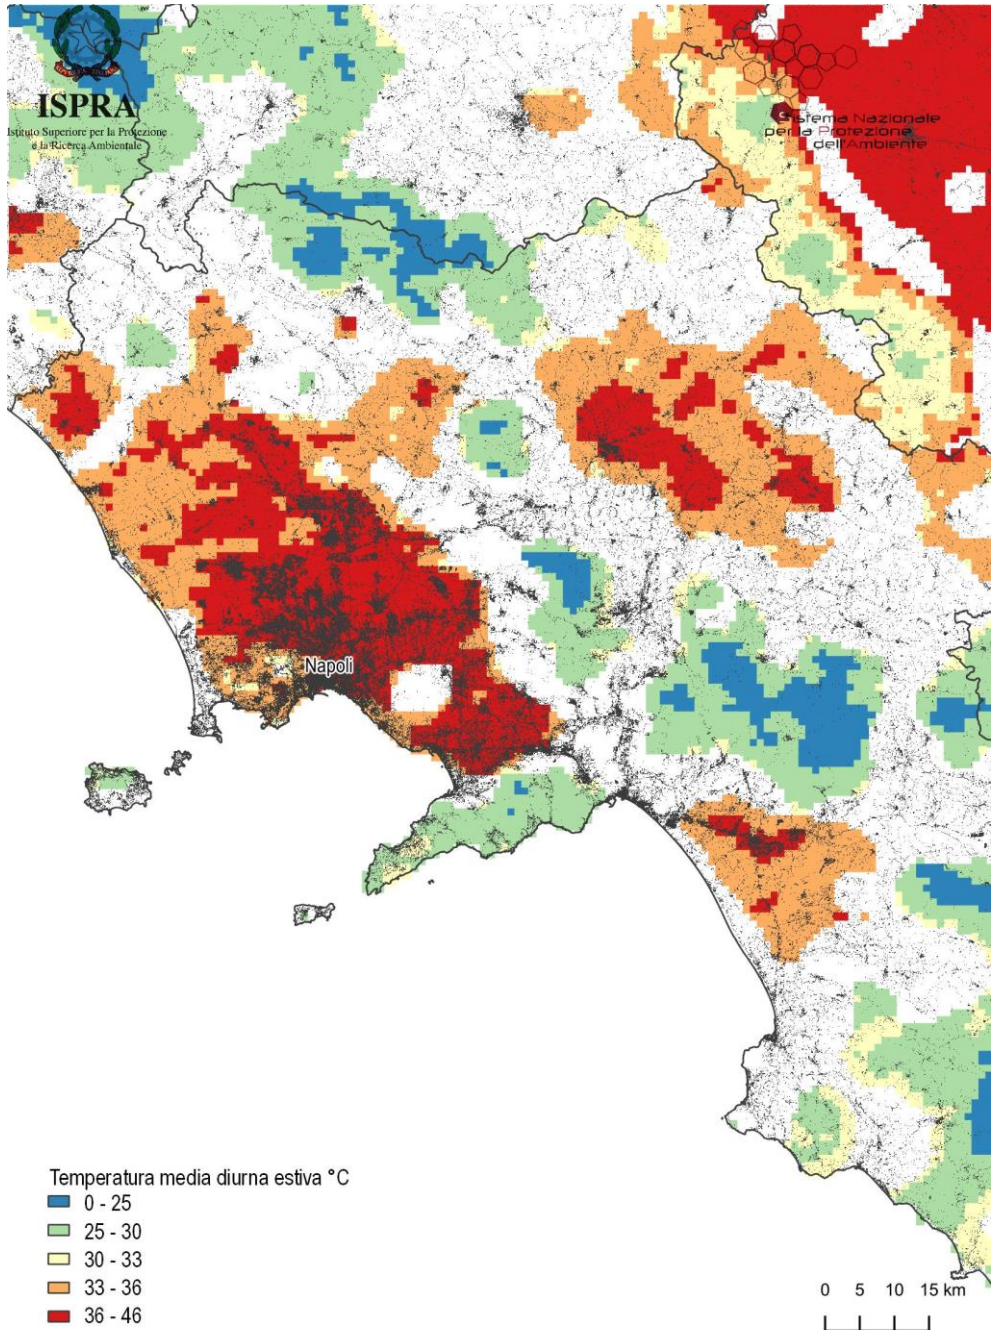 ISPRA
Istituto Superiore per la Protezione
e la Ricerca Ambientale
Sistema Nazionale
per la Protezione
dell'Ambiente
Napoli
Temperatura media diurna estiva °C
0 - 25
25 - 30
30 - 33
33 - 36
36 - 46
0 5 10 15 km